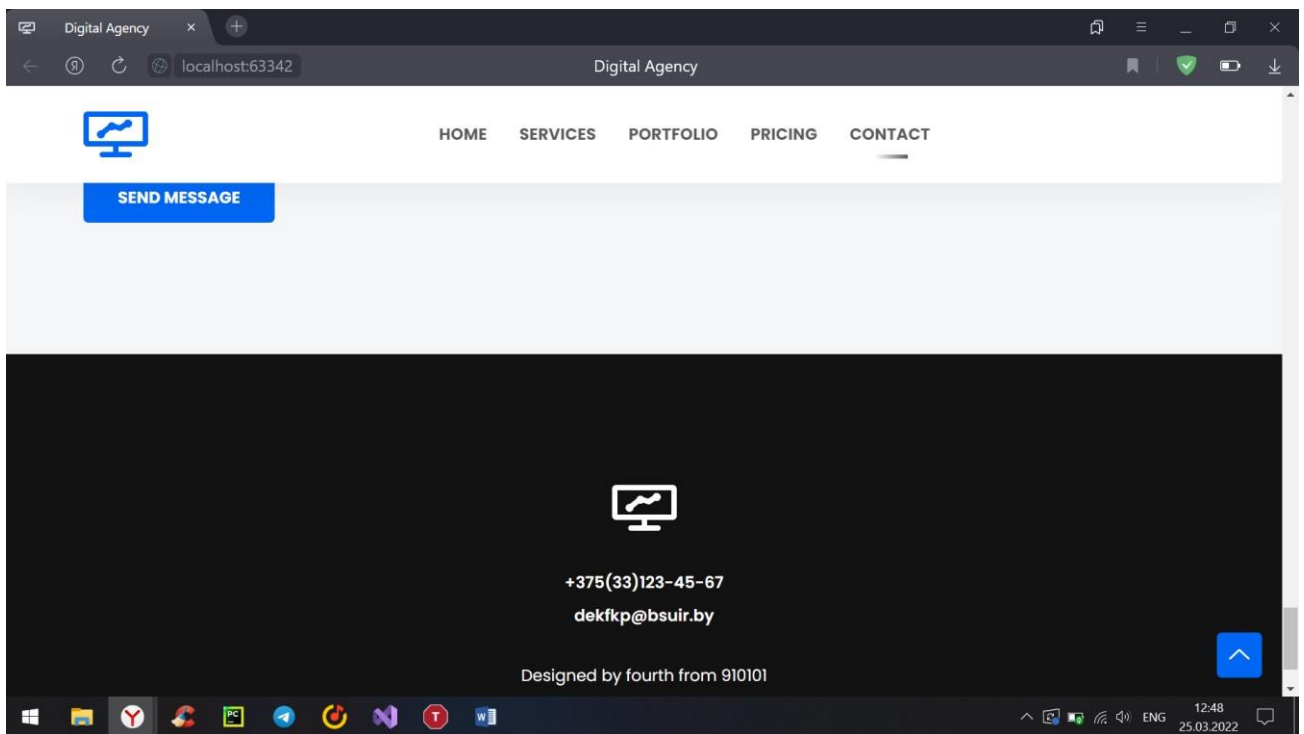 Digital Agency
localhost:63342
Digital Agency
HOME SERVICES PORTFOLIO PRICING CONTACT
SEND MESSAGE
+375(33)123-45-67
dekfkp@bsuir.by
Designed by fourth from 910101
PC
T
W
ENG
12:48
25.03.2022